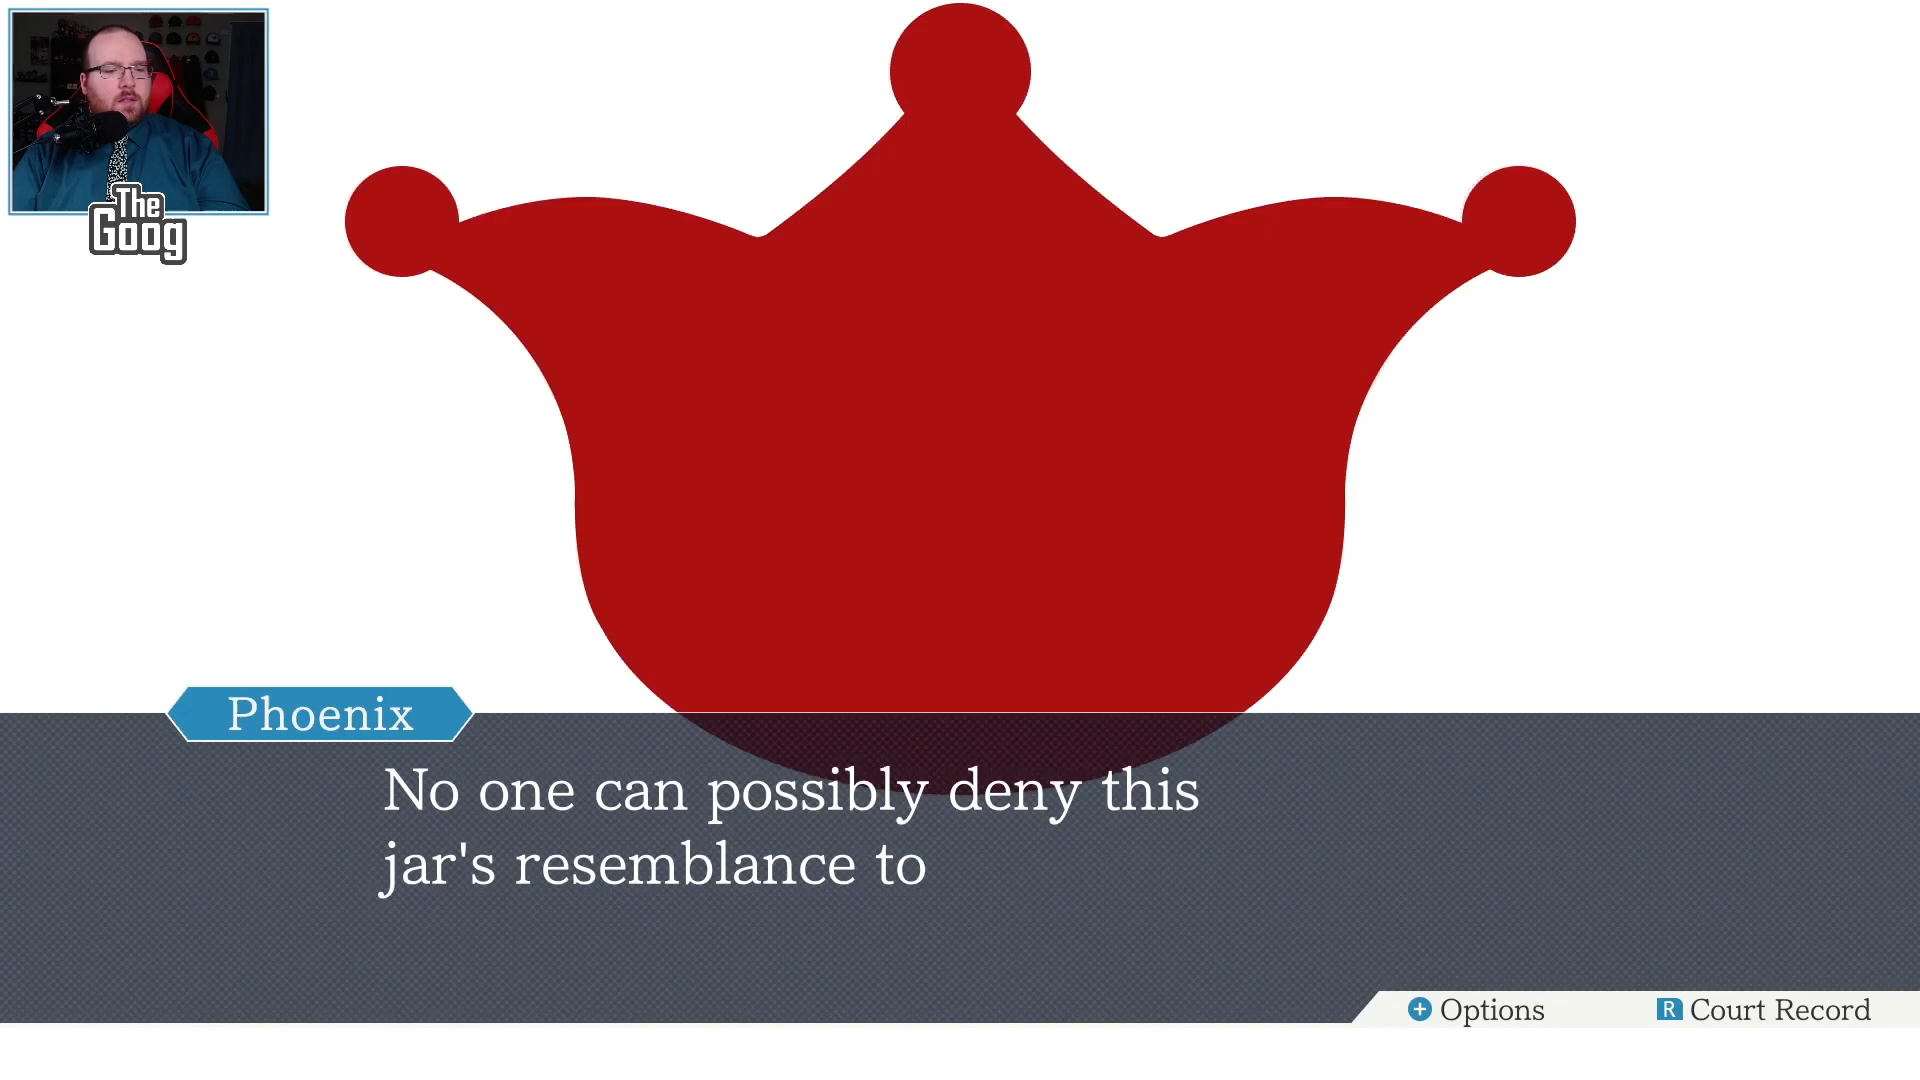 The
Goog
Phoenix
No one can possibly deny this
jar's resemblance to
+ Options
R Court Record